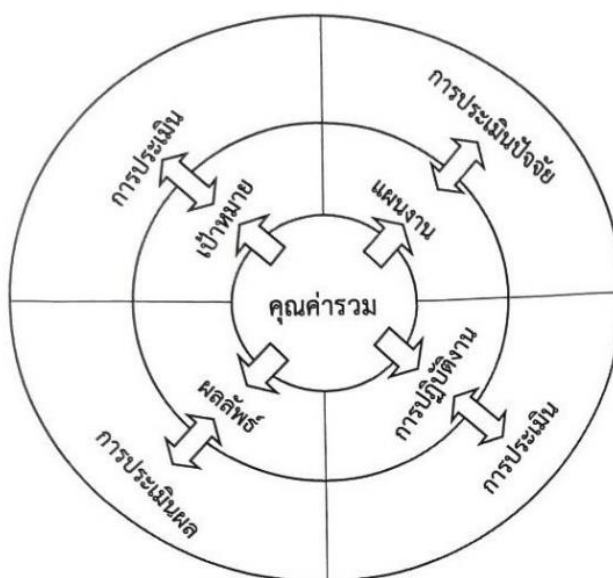 การประเมิน
การประเมินปัจจัย
เป้าหมาย
แผนงาน
คุณค่ารวม
ผลลัพธ์
การปฏิบัติงาน
การประเมินผล
การประเมิน